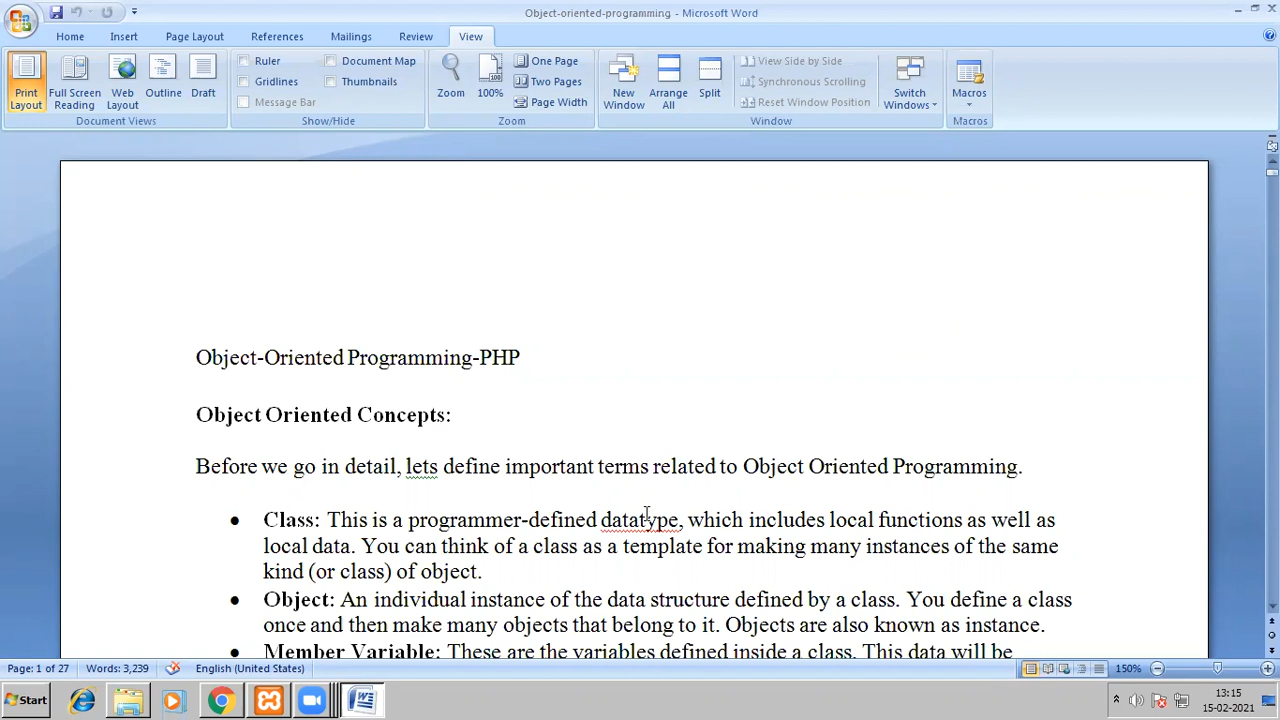 Object-oriented-programming - Microsoft Word
Home Insert Page Layout References Mailings Review View
Print Layout
Full Screen Reading
Web Layout
Outline
Draft
Document Views
Ruler
Gridlines
Message Bar
Document Map
Thumbnails
Show/Hide
Zoom
100%
One Page
Two Pages
Page Width
Zoom
New Window
Arrange All
Split
View Side by Side
Synchronous Scrolling
Reset Window Position
Window
Switch Windows
Macros
Macros
Object-Oriented Programming-PHP
Object Oriented Concepts:
Before we go in detail, lets define important terms related to Object Oriented Programming.
• Class: This is a programmer-defined datatype, which includes local functions as well as
local data. You can think of a class as a template for making many instances of the same
kind (or class) of object.
• Object: An individual instance of the data structure defined by a class. You define a class
once and then make many objects that belong to it. Objects are also known as instance.
• Member Variable: These are the variables defined inside a class. This data will be
Page: 1 of 27 Words: 3,239 English (United States) 150%
Start 13:15
15-02-2021